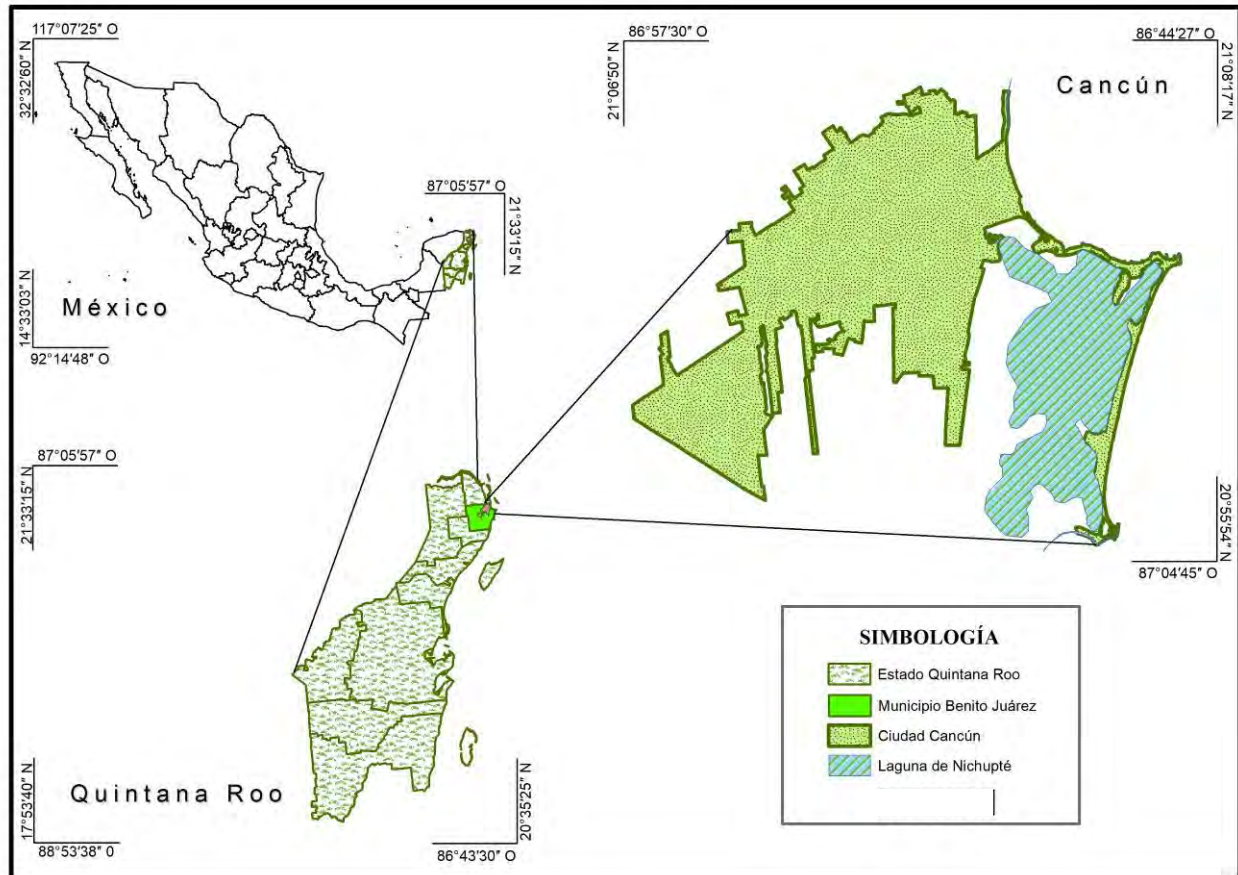 117°07'25" O
32°32'60" N
México
14°33'03" N
92°14'48" O
87°05'57" O
21°33'15" N
86°57'30" O
21°06'50" N
86°44'27" O
21°08'17" N
Cancún
20°55'54" N
87°04'45" O
87°05'57" O
21°33'15" N
Quintana Roo
17°53'40" N
88°53'38" 0
20°35'25" N
86°43'30" O
SIMBOLOGÍA
Estado Quintana Roo
Municipio Benito Juárez
Ciudad Cancún
Laguna de Nichupté